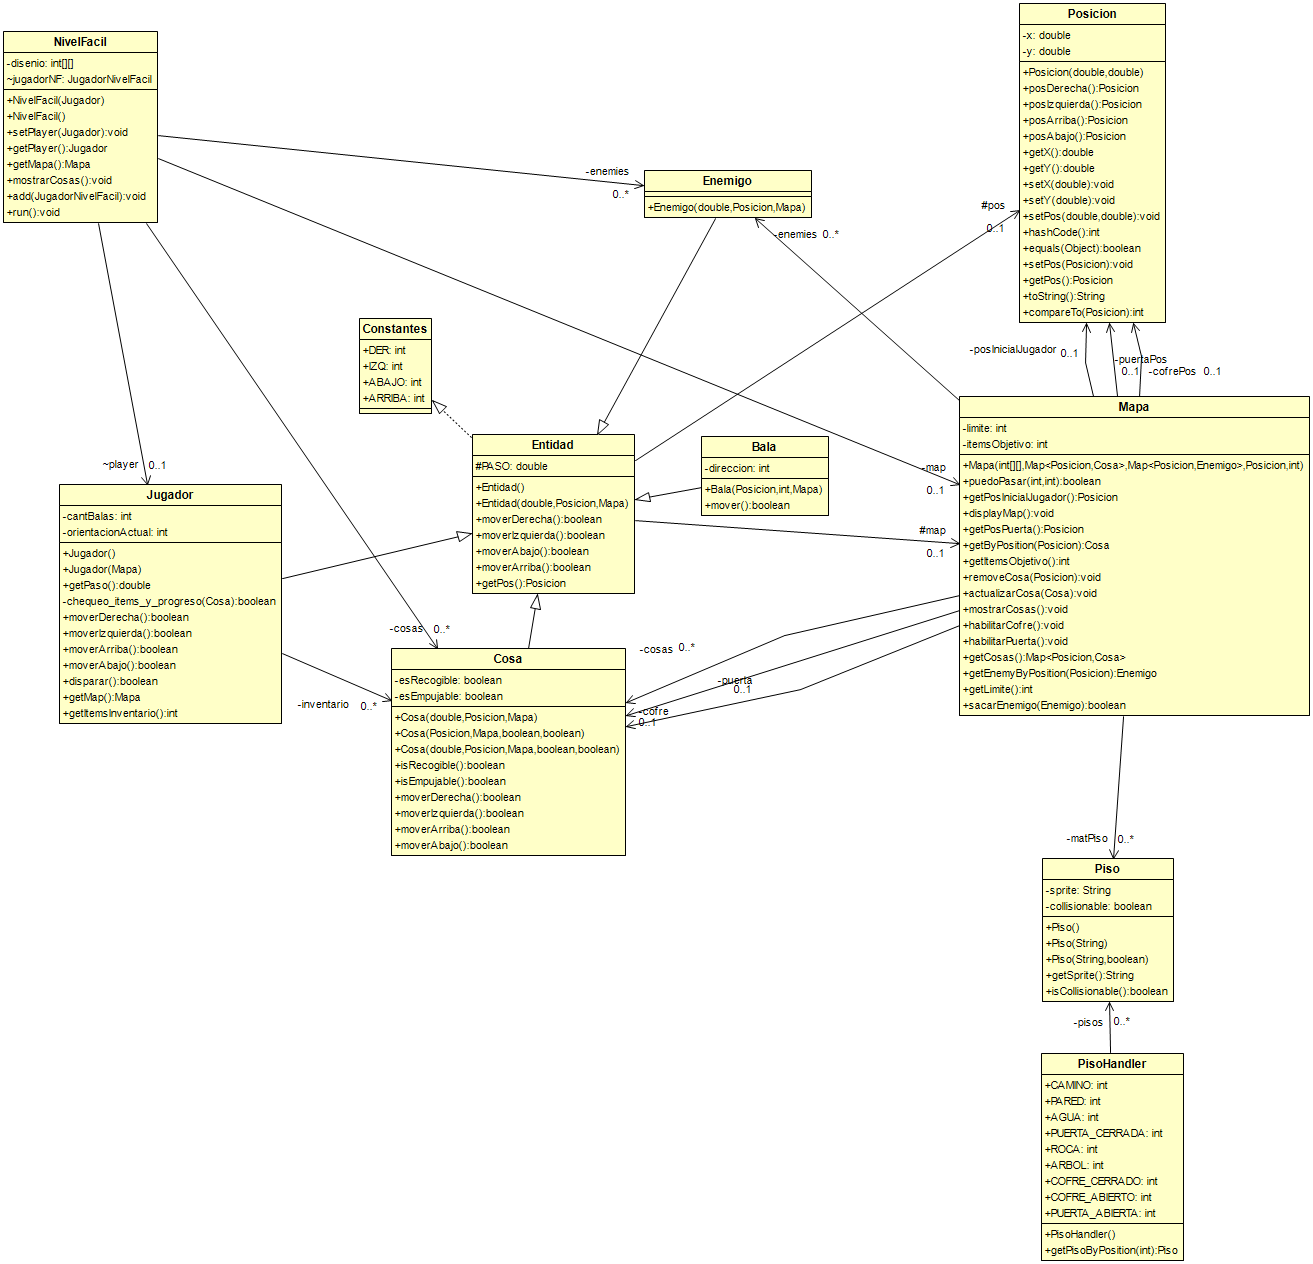 NivelFacil
-disenio: int[][]
~jugadorNF: JugadorNivelFacil
+NivelFacil(Jugador)
+NivelFacil()
+setPlayer(Jugador):void
+getPlayer():Jugador
+getMapa():Mapa
+mostrarCosas():void
+add(JugadorNivelFacil):void
+run():void
Posicion
-x: double
-y: double
+Posicion(double,double)
+posDerecha():Posicion
+posIzquierda():Posicion
+posArriba():Posicion
+posAbajo():Posicion
+getX():double
+getY():double
+setX(double):void
+setY(double):void
+setPos(double,double):void
+hashCode():int
+equals(Object):boolean
+setPos(Posicion):void
+getPos():Posicion
+toString():String
+compareTo(Posicion):int
-enemies
0..*
Enemigo
+Enemigo(double,Posicion,Mapa)
#pos
0..1
-enemies 0..*
Constantes
+DER: int
+IZQ: int
+ABAJO: int
+ARRIBA: int
-posInicialJugador 0..1
-puertaPos
0..1
-cofrePos 0..1
Entidad
#PASO: double
+Entidad()
+Entidad(double,Posicion,Mapa)
+moverDerecha():boolean
+moverIzquierda():boolean
+moverAbajo():boolean
+moverArriba():boolean
+getPos():Posicion
Bala
-direccion: int
+Bala(Posicion,int,Mapa)
+mover():boolean
-map
0..1
#map
0..1
Mapa
-limite: int
-itemsObjetivo: int
+Mapa(int[][],Map<Posicion,Cosa>,Map<Posicion,Enemigo>,Posicion,int)
+puedoPasar(int,int):boolean
+getPosInicialJugador():Posicion
+displayMap():void
+getPosPuerta():Posicion
+getByPosition(Posicion):Cosa
+getItemsObjetivo():int
+removeCosa(Posicion):void
+actualizarCosa(Cosa):void
+mostrarCosas():void
+habilitarCofre():void
+habilitarPuerta():void
+getCosas():Map<Posicion,Cosa>
+getEnemyByPosition(Posicion):Enemigo
+getLimite():int
+sacarEnemigo(Enemigo):boolean
~player 0..1
Jugador
-cantBalas: int
-orientacionActual: int
+Jugador()
+Jugador(Mapa)
+getPaso():double
-chequeo_items_y_progreso(Cosa):boolean
+moverDerecha():boolean
+moverIzquierda():boolean
+moverArriba():boolean
+moverAbajo():boolean
+disparar():boolean
+getMap():Mapa
+getItemsInventario():int
-cosas 0..*
-inventario 0..*
Cosa
-esRecogible: boolean
-esEmpujable: boolean
+Cosa(double,Posicion,Mapa)
+Cosa(Posicion,Mapa,boolean,boolean)
+Cosa(double,Posicion,Mapa,boolean,boolean)
+isRecogible():boolean
+isEmpujable():boolean
+moverDerecha():boolean
+moverIzquierda():boolean
+moverArriba():boolean
+moverAbajo():boolean
-cosas 0..*
-puerta
0..1
-cofre
0..1
-matPiso 0..*
Piso
-sprite: String
-collisionable: boolean
+Piso()
+Piso(String)
+Piso(String,boolean)
+getSprite():String
+isCollisionable():boolean
-pisos 0..*
PisoHandler
+CAMINO: int
+PARED: int
+AGUA: int
+PUERTA_CERRADA: int
+ROCA: int
+ARBOL: int
+COFRE_CERRADO: int
+COFRE_ABIERTO: int
+PUERTA_ABIERTA: int
+PisoHandler()
+getPisoByPosition(int):Piso